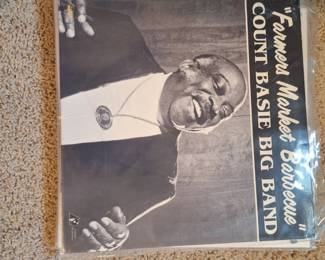 "Farmers Market Barbecue"
COUNT BASIE BIG BAND